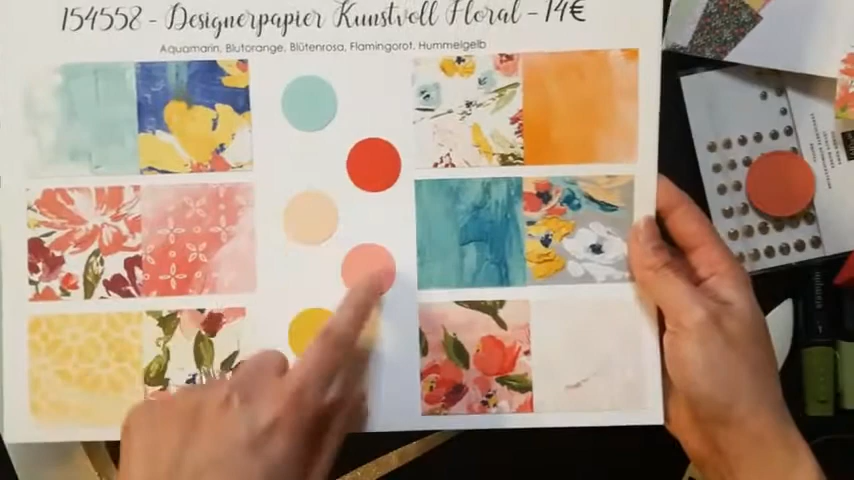 154558 - Designerpapier Kunstvoll Floral - 14€
Aquamarin, Blutorange, Blütenrosa, Flamingorot, Hummelgelb